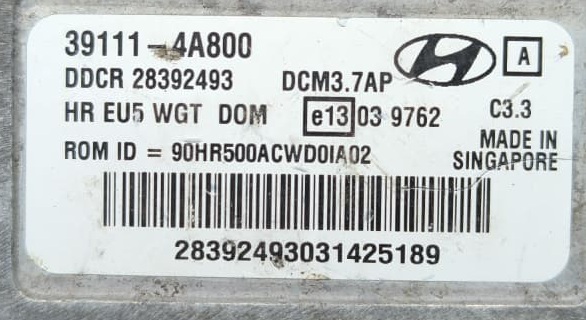 39111-4A800
A
DDCR 28392493 DCM3.7AP
HR EU5 WGT DOM e13 03 9762 C3.3
ROM ID = 90HR500ACWD0IA02
MADE IN
SINGAPORE
28392493031425189